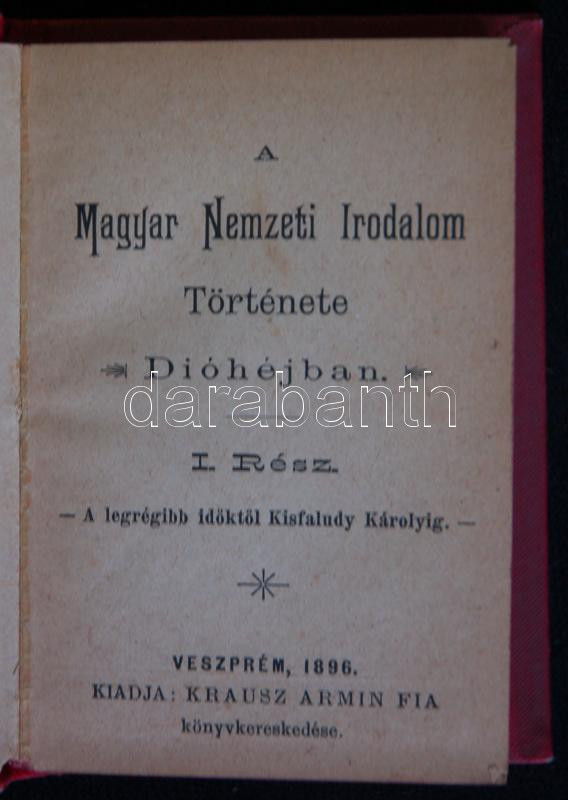 A
Magyar Nemzeti Irodalom
Története
Dióhéjban.
darabanth
I. Rész.
— A legrégibb időktől Kisfaludy Károlyig. —
VESZPRÉM, 1896.
KIADJA: KRAUSZ ARMIN FIA
könyvkereskedése.